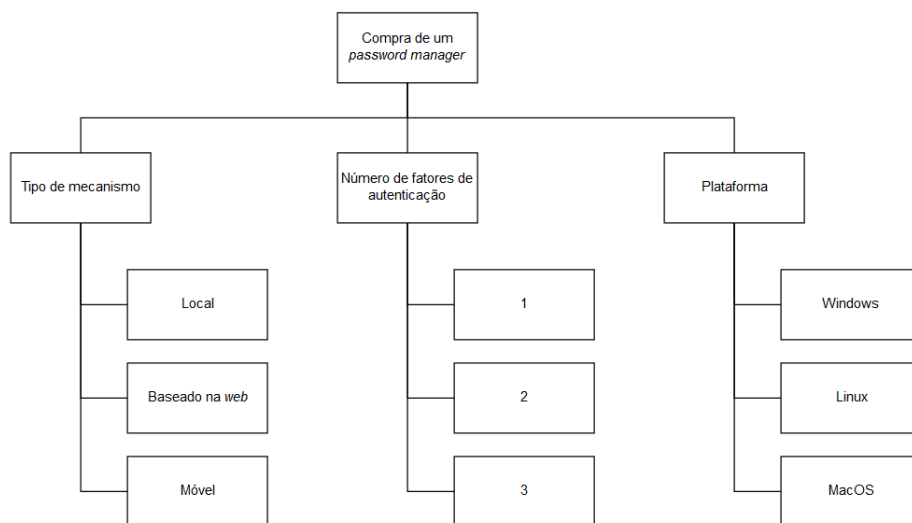 Compra de um
password manager
Tipo de mecanismo
Número de fatores de
autenticação
Plataforma
Local
1
Windows
Baseado na web
2
Linux
Móvel
3
MacOS